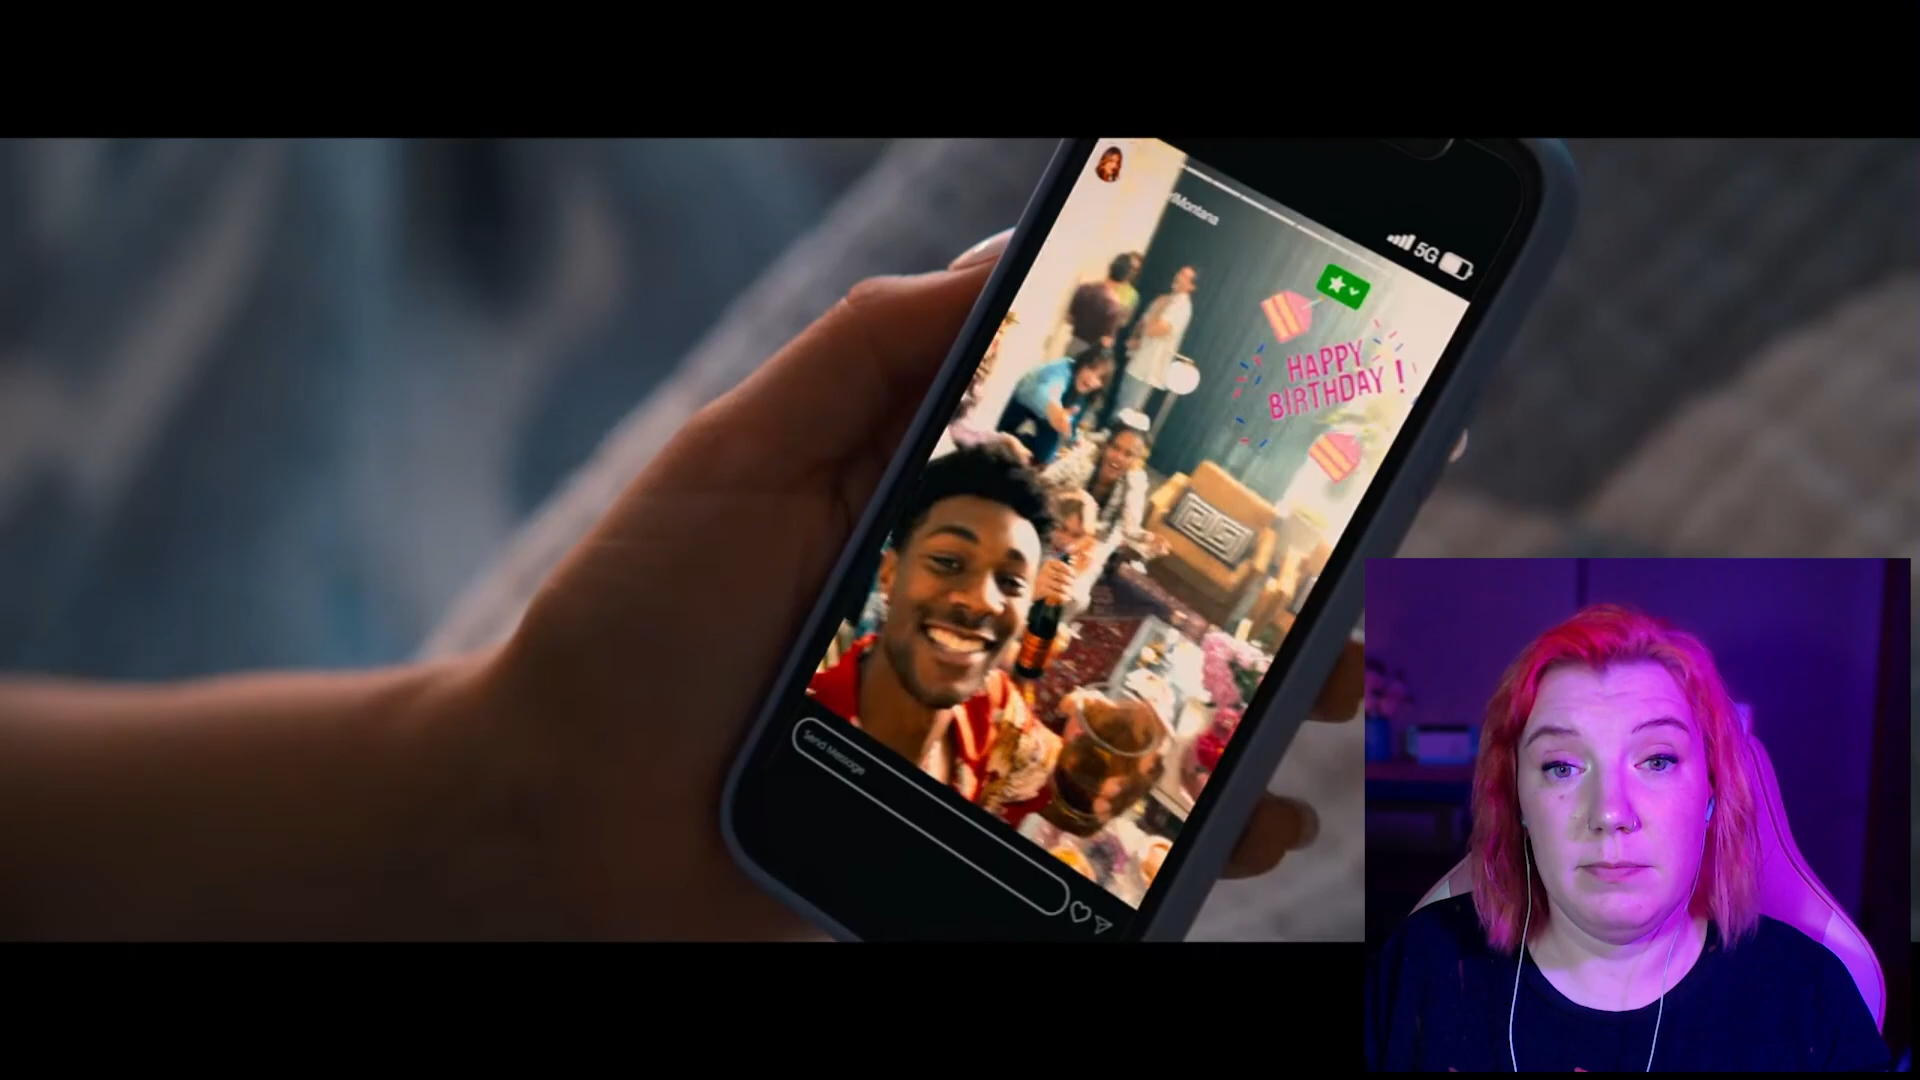 Montana
5G
HAPPY
BIRTHDAY !
Send Message